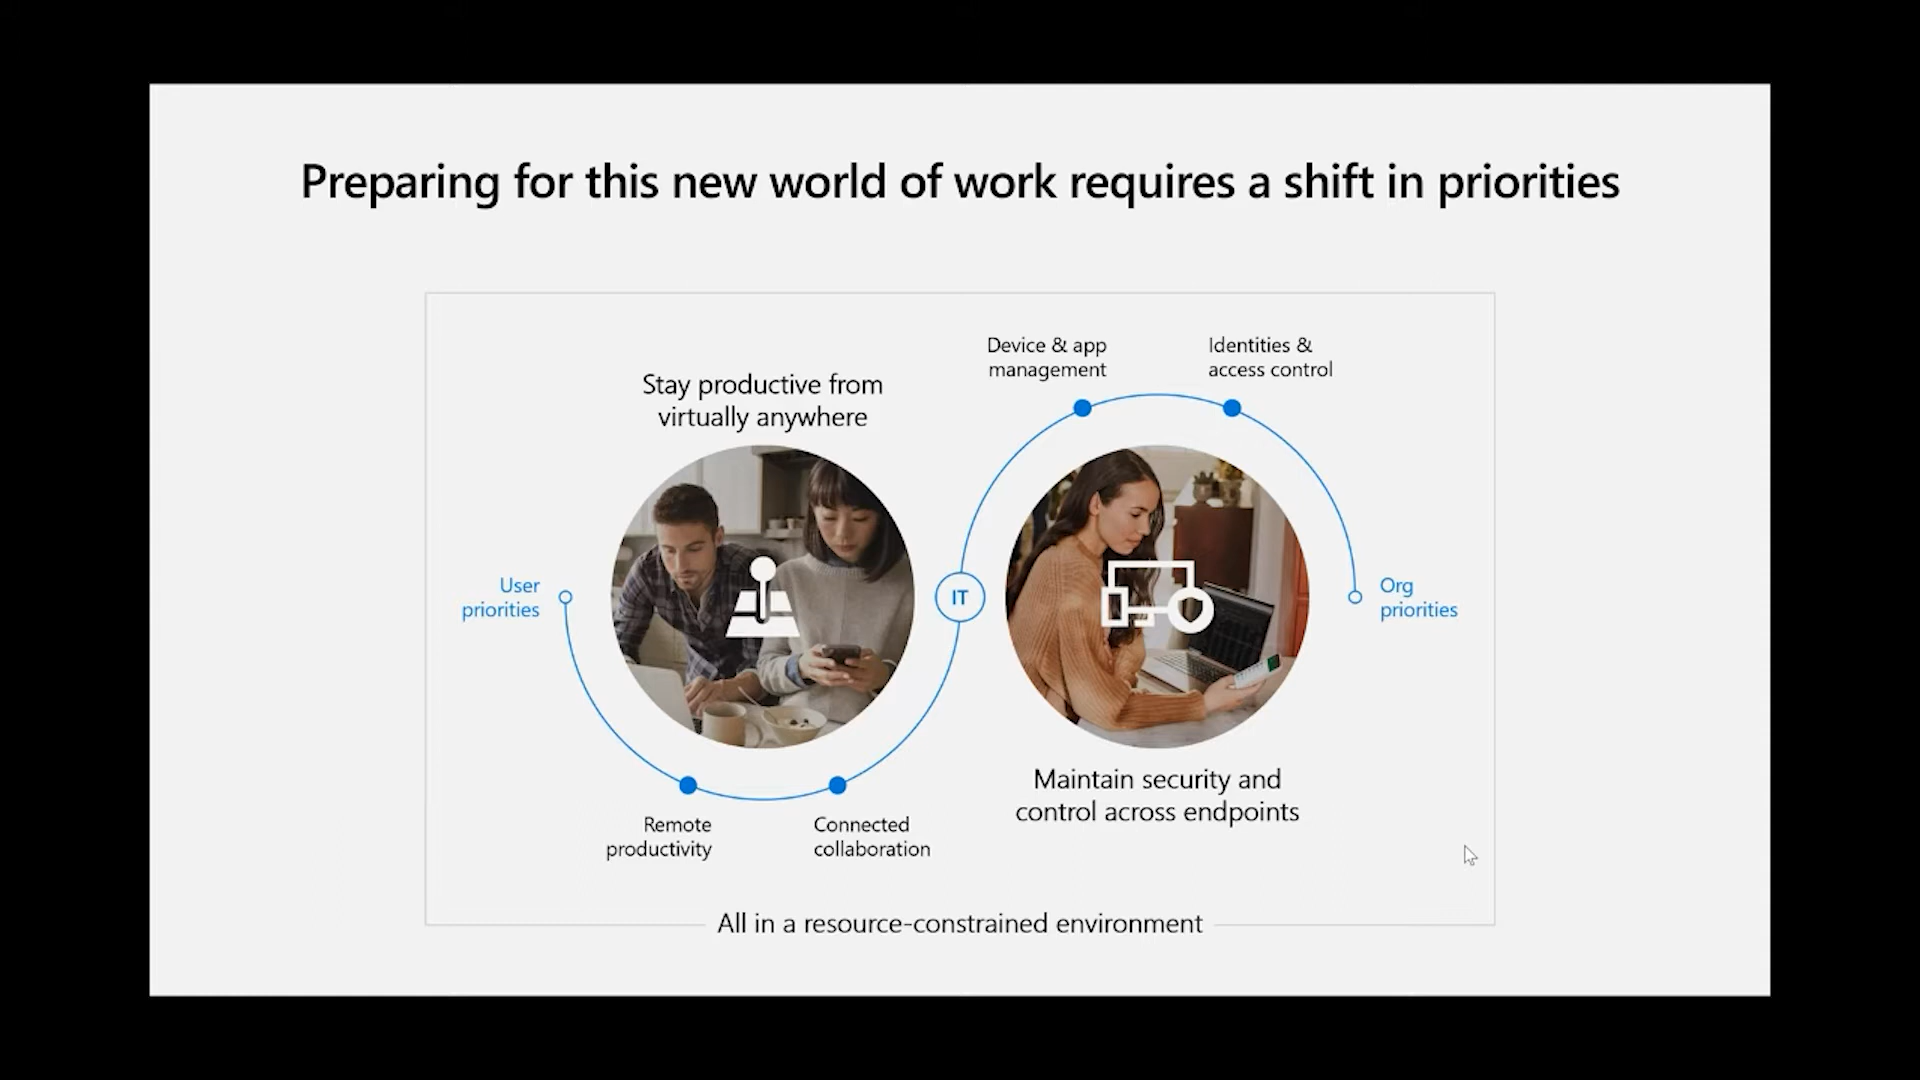 Preparing for this new world of work requires a shift in priorities
Device & app
management
Identities &
access control
Stay productive from
virtually anywhere
User
priorities
IT
Org
priorities
Maintain security and
control across endpoints
Remote
productivity
Connected
collaboration
All in a resource-constrained environment